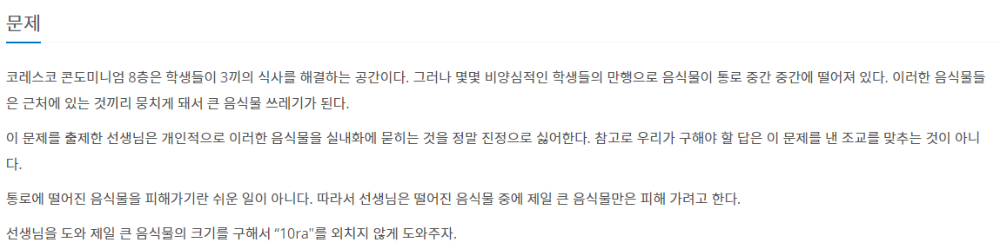 문제
코레스코 콘도미니엄 8층은 학생들이 3끼의 식사를 해결하는 공간이다. 그러나 몇몇 비양심적인 학생들의 만행으로 음식물이 통로 중간 중간에 떨어져 있다. 이러한 음식물들
은 근처에 있는 것끼리 뭉치게 돼서 큰 음식물 쓰레기가 된다.
이 문제를 출제한 선생님은 개인적으로 이러한 음식물을 실내화에 묻히는 것을 정말 진정으로 싫어한다. 참고로 우리가 구해야 할 답은 이 문제를 낸 조교를 맞추는 것이 아니
다.
통로에 떨어진 음식물을 피해가기란 쉬운 일이 아니다. 따라서 선생님은 떨어진 음식물 중에 제일 큰 음식물만은 피해 가려고 한다.
선생님을 도와 제일 큰 음식물의 크기를 구해서 “10ra"를 외치지 않게 도와주자.